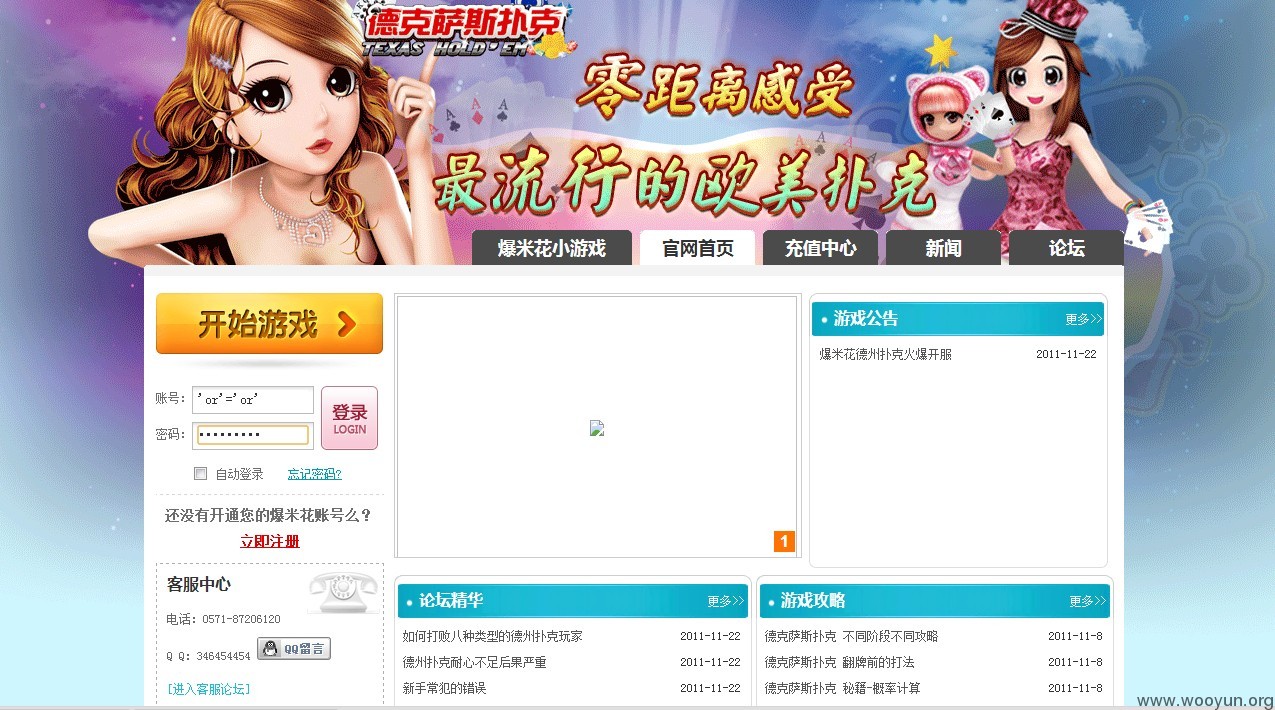 德克萨斯扑克
TEXAS HOLD'EM
零距离感受
最流行的欧美扑克
爆米花小游戏
官网首页
充值中心
新闻
论坛
开始游戏
账号：
'or'='or'
密码：
•••••••••
登录
LOGIN
自动登录
忘记密码?
还没有开通您的爆米花账号么？
立即注册
客服中心
电话：0571-87206120
Q Q：346454454
QQ留言
[进入客服论坛]
1
游戏公告
更多>>
爆米花德州扑克火爆开服 2011-11-22
论坛精华
更多>>
如何打败八种类型的德州扑克玩家 2011-11-22
德州扑克耐心不足后果严重 2011-11-22
新手常犯的错误 2011-11-22
游戏攻略
更多>>
德克萨斯扑克 不同阶段不同攻略 2011-11-8
德克萨斯扑克 翻牌前的打法 2011-11-8
德克萨斯扑克 秘籍-概率计算 2011-11-8
www.wooyun.org